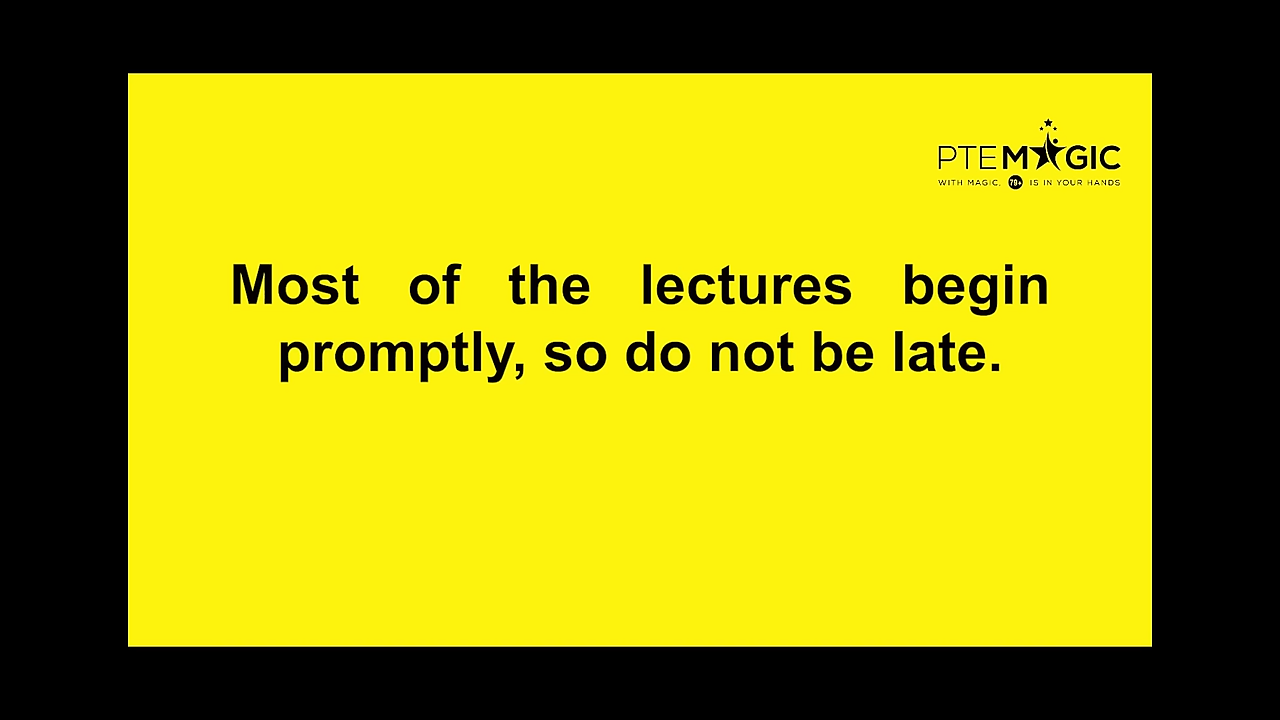 PTEMAGIC
WITH MAGIC, 79+ IS IN YOUR HANDS
Most of the lectures begin
promptly, so do not be late.